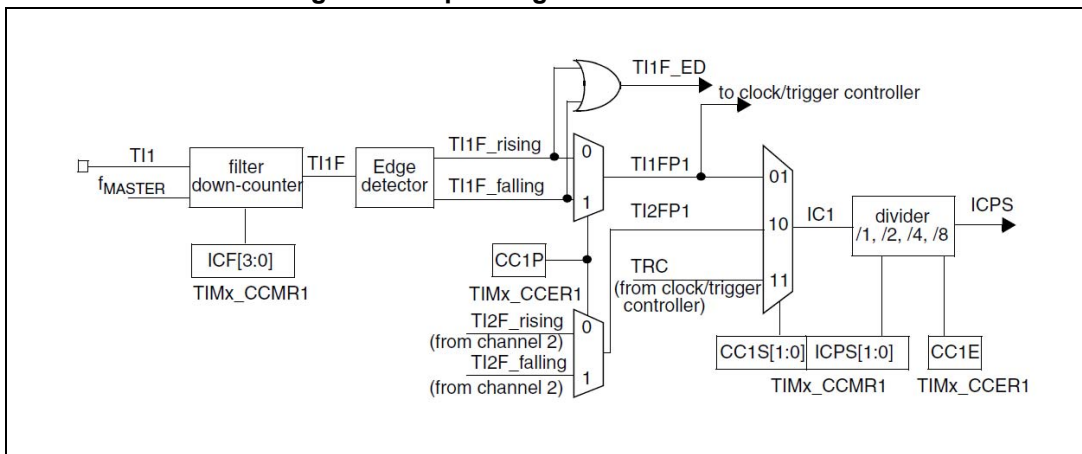 TI1F_ED
to clock/trigger controller
TI1
f MASTER
filter
down-counter
TI1F
Edge
detector
TI1F_rising
TI1F_falling
0
1
TI1FP1
TI2FP1
01
10
11
IC1
divider
/1, /2, /4, /8
ICPS
ICF[3:0]
TIMx_CCMR1
CC1P
TIMx_CCER1
TRC
(from clock/trigger
controller)
TI2F_rising
(from channel 2)
TI2F_falling
(from channel 2)
0
1
CC1S[1:0] ICPS[1:0]
TIMx_CCMR1
CC1E
TIMx_CCER1